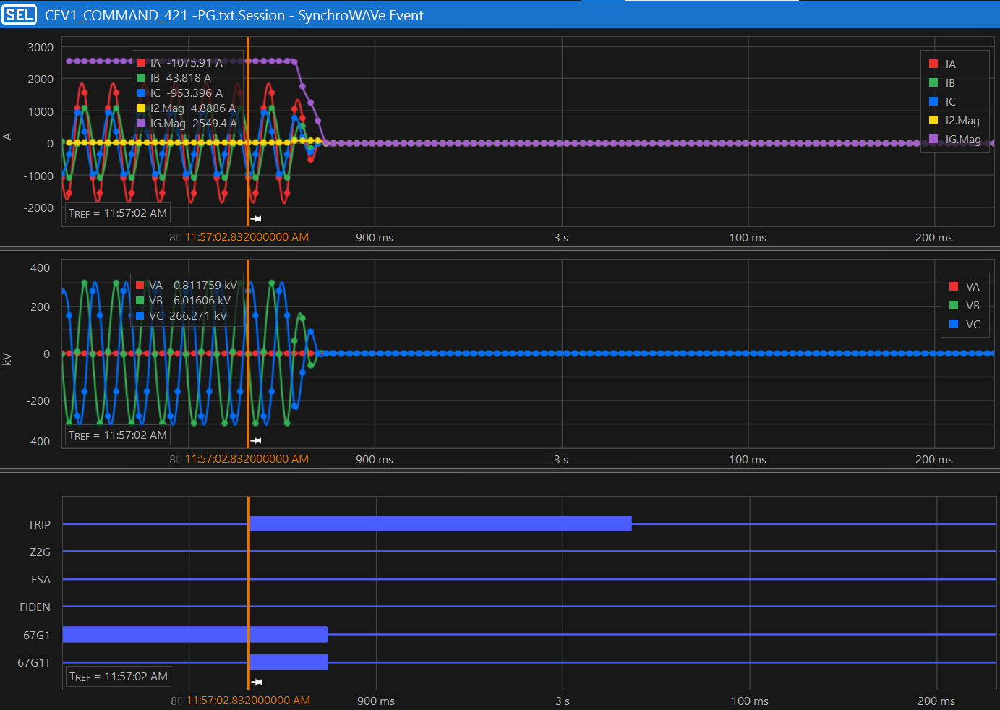 SEL CEV1_COMMAND_421 -PG.txt.Session - SynchroWAVe Event
3000
2000
1000
0
-1000
-2000
A
IA -1075.91 A
IB 43.818 A
IC -953.396 A
I2.Mag 4.8886 A
IG.Mag 2549.4 A
IA
IB
IC
I2.Mag
IG.Mag
TREF = 11:57:02 AM
80 11:57:02.832000000 AM 900 ms 3 s 100 ms 200 ms
400
200
0
-200
-400
kV
VA -0.811759 kV
VB -6.01606 kV
VC 266.271 kV
VA
VB
VC
TREF = 11:57:02 AM
80 11:57:02.832000000 AM 900 ms 3 s 100 ms 200 ms
TRIP
Z2G
FSA
FIDEN
67G1
67G1T
TREF = 11:57:02 AM
80 11:57:02.832000000 AM 900 ms 3 s 100 ms 200 ms